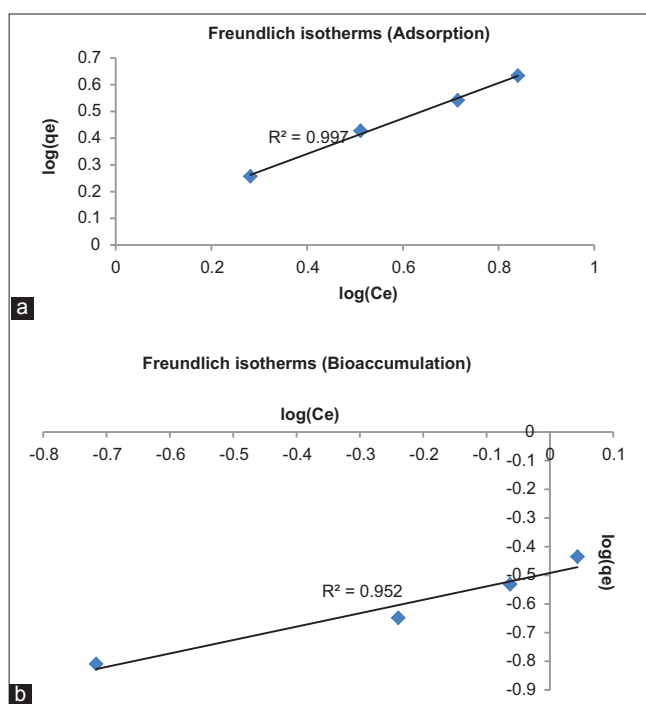 Freundlich isotherms (Adsorption)
0.7
0.6
0.5
0.4
0.3
0.2
0.1
0
log(qe)
R² = 0.997
0 0.2 0.4 0.6 0.8 1
log(Ce)
a
Freundlich isotherms (Bioaccumulation)
log(Ce)
-0.8 -0.7 -0.6 -0.5 -0.4 -0.3 -0.2 -0.1 0 0.1
0
-0.1
-0.2
-0.3
-0.4
-0.5
-0.6
-0.7
-0.8
-0.9
log(qe)
R² = 0.952
b